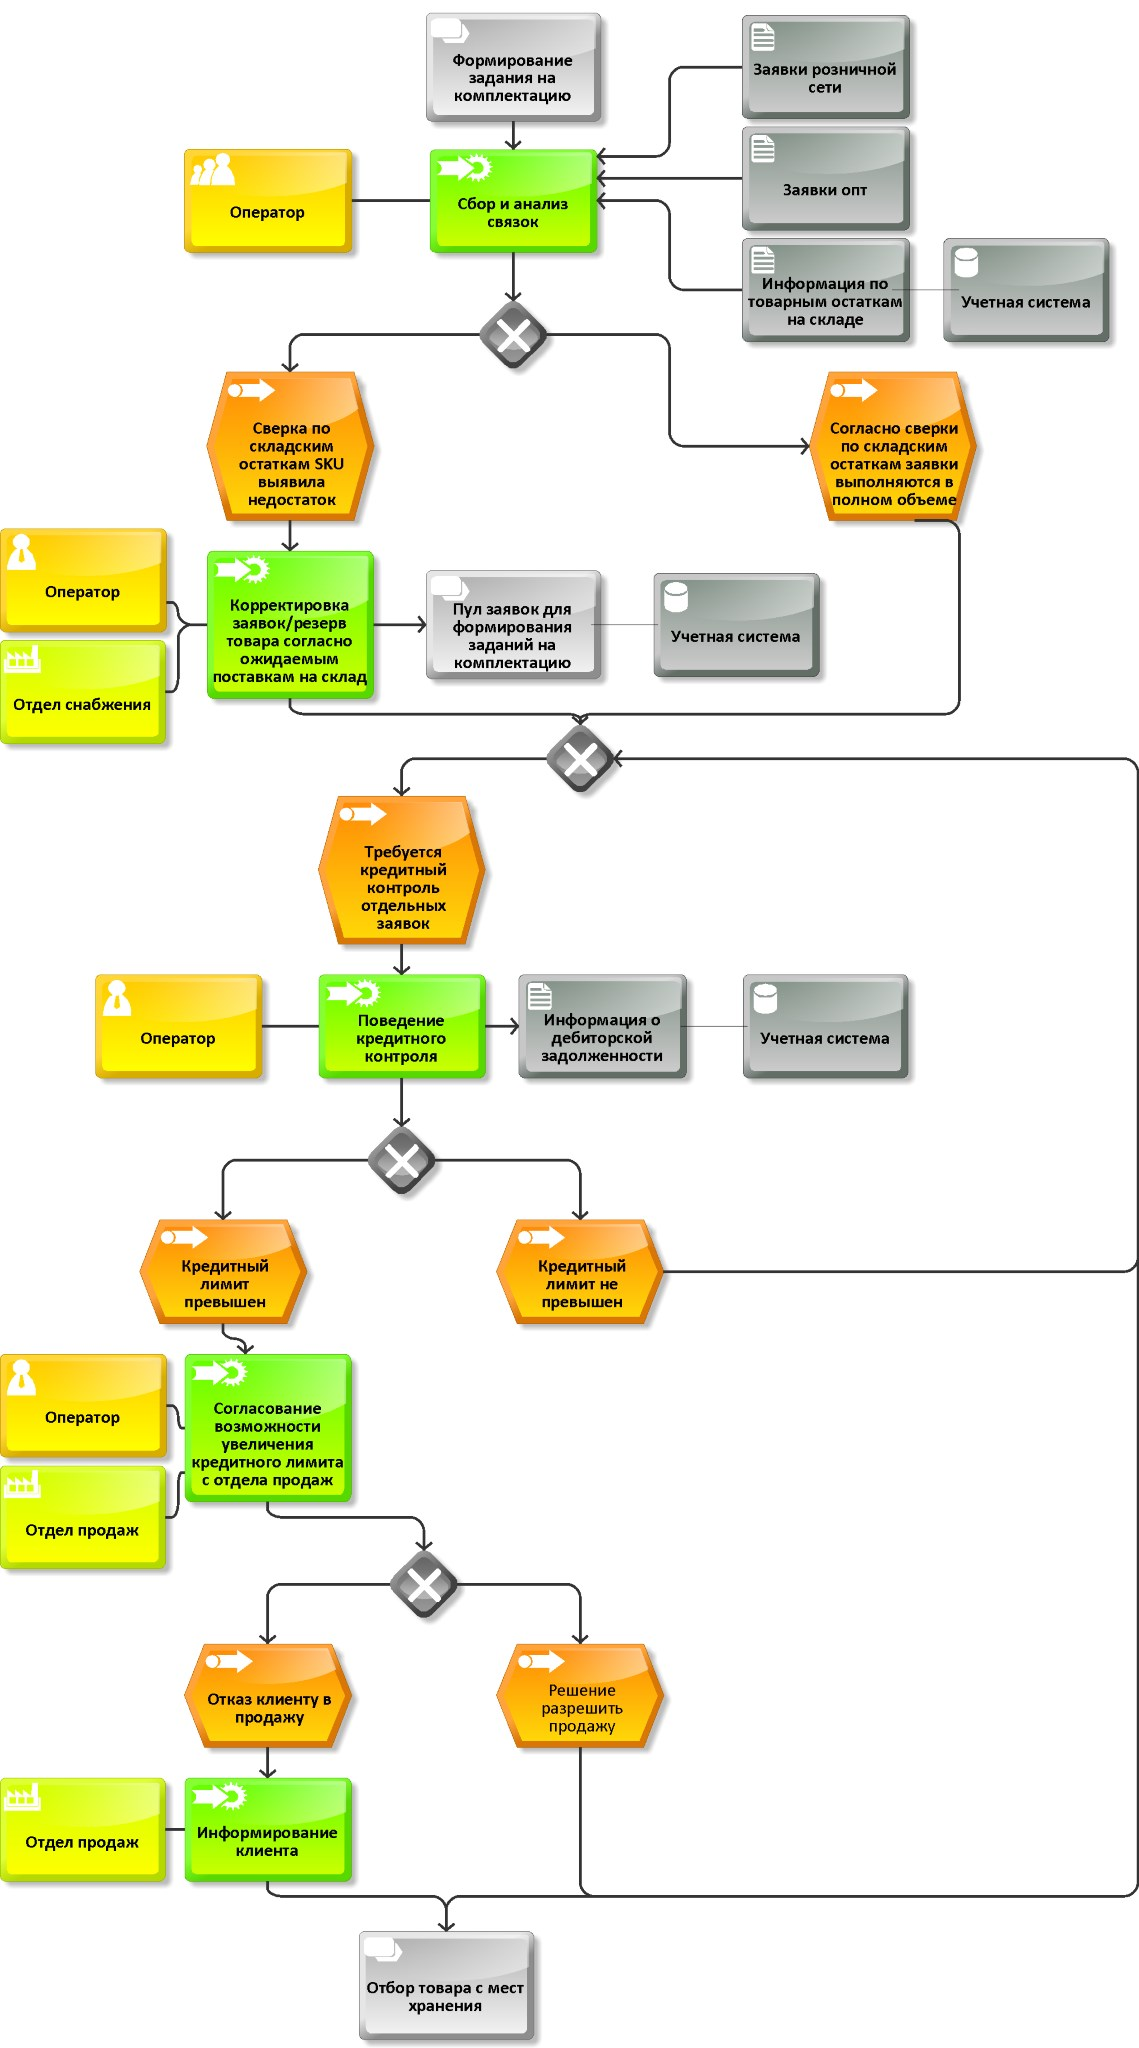 Формирование
задания на
комплектацию
Заявки розничной
сети
Заявки опт
Оператор
Сбор и анализ
связок
Информация по
товарным остаткам
на складе
Учетная система
Сверка по
складским
остаткам SKU
выявила
недостаток
Согласно сверки
по складским
остаткам заявки
выполняются в
полном объеме
Оператор
Отдел снабжения
Корректировка
заявок/резерв
товара согласно
ожидаемым
поставкам на склад
Пул заявок для
формирования
заданий на
комплектацию
Учетная система
Требуется
кредитный
контроль
отдельных
заявок
Оператор
Поведение
кредитного
контроля
Информация о
дебиторской
задолженности
Учетная система
Кредитный
лимит
превышен
Кредитный
лимит не
превышен
Оператор
Отдел продаж
Согласование
возможности
увеличения
кредитного лимита
с отдела продаж
Отказ клиенту в
продажу
Решение
разрешить
продажу
Отдел продаж
Информирование
клиента
Отбор товара с мест
хранения